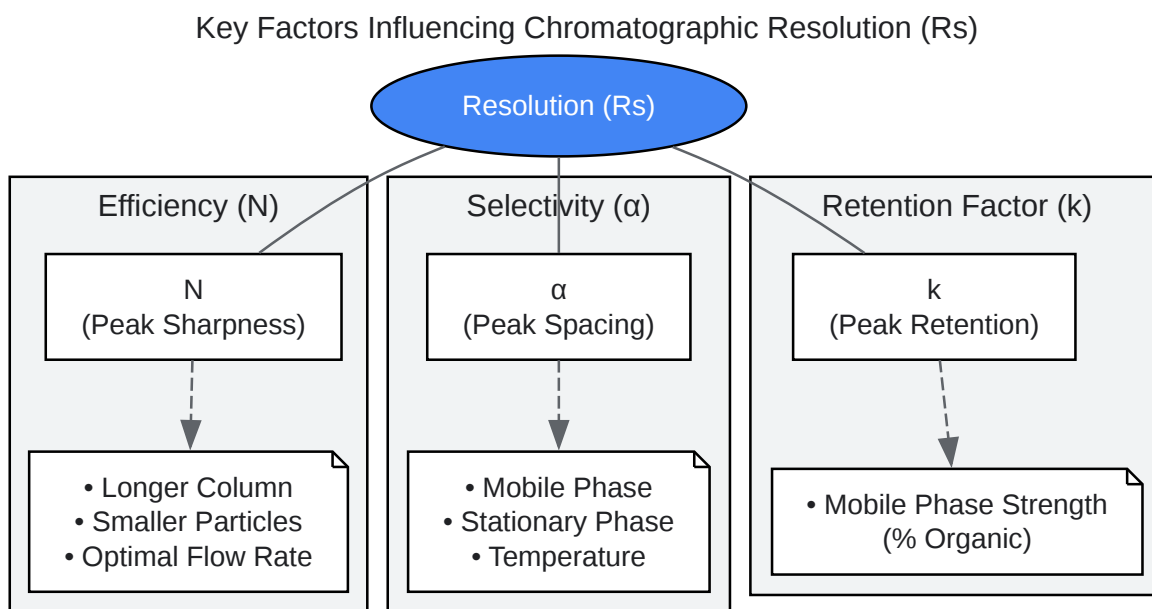 Key Factors Influencing Chromatographic Resolution (Rs)
Resolution (Rs)
Efficiency (N)
N
(Peak Sharpness)
• Longer Column
• Smaller Particles
• Optimal Flow Rate
Selectivity (α)
α
(Peak Spacing)
• Mobile Phase
• Stationary Phase
• Temperature
Retention Factor (k)
k
(Peak Retention)
• Mobile Phase Strength
(% Organic)